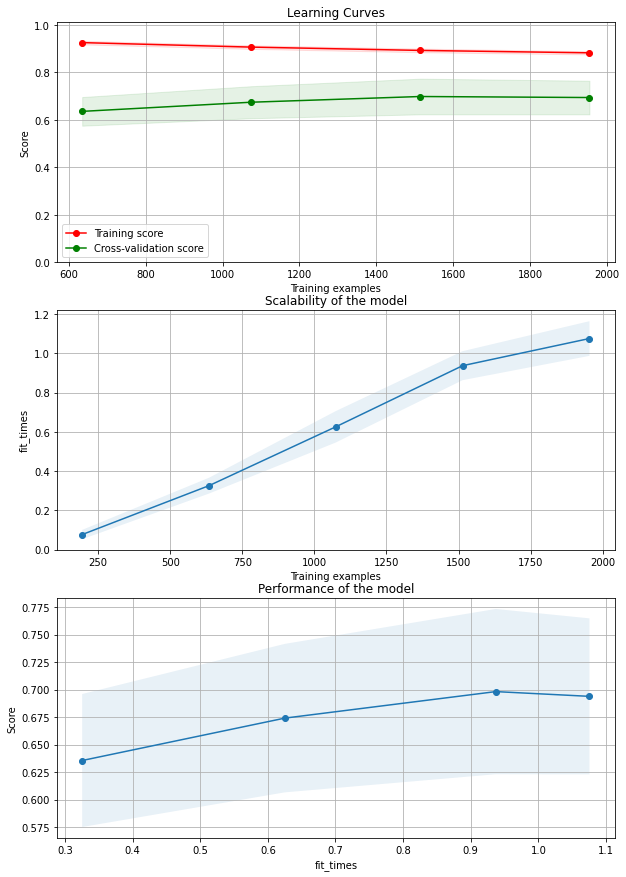 Learning Curves
1.0
0.8
0.6
0.4
0.2
0.0
Score
Training score
Cross-validation score
600 800 1000 1200 1400 1600 1800 2000
Training examples
Scalability of the model
1.2
1.0
0.8
0.6
0.4
0.2
0.0
fit_times
250 500 750 1000 1250 1500 1750 2000
Training examples
Performance of the model
0.775
0.750
0.725
0.700
0.675
0.650
0.625
0.600
0.575
Score
0.3 0.4 0.5 0.6 0.7 0.8 0.9 1.0 1.1
fit_times